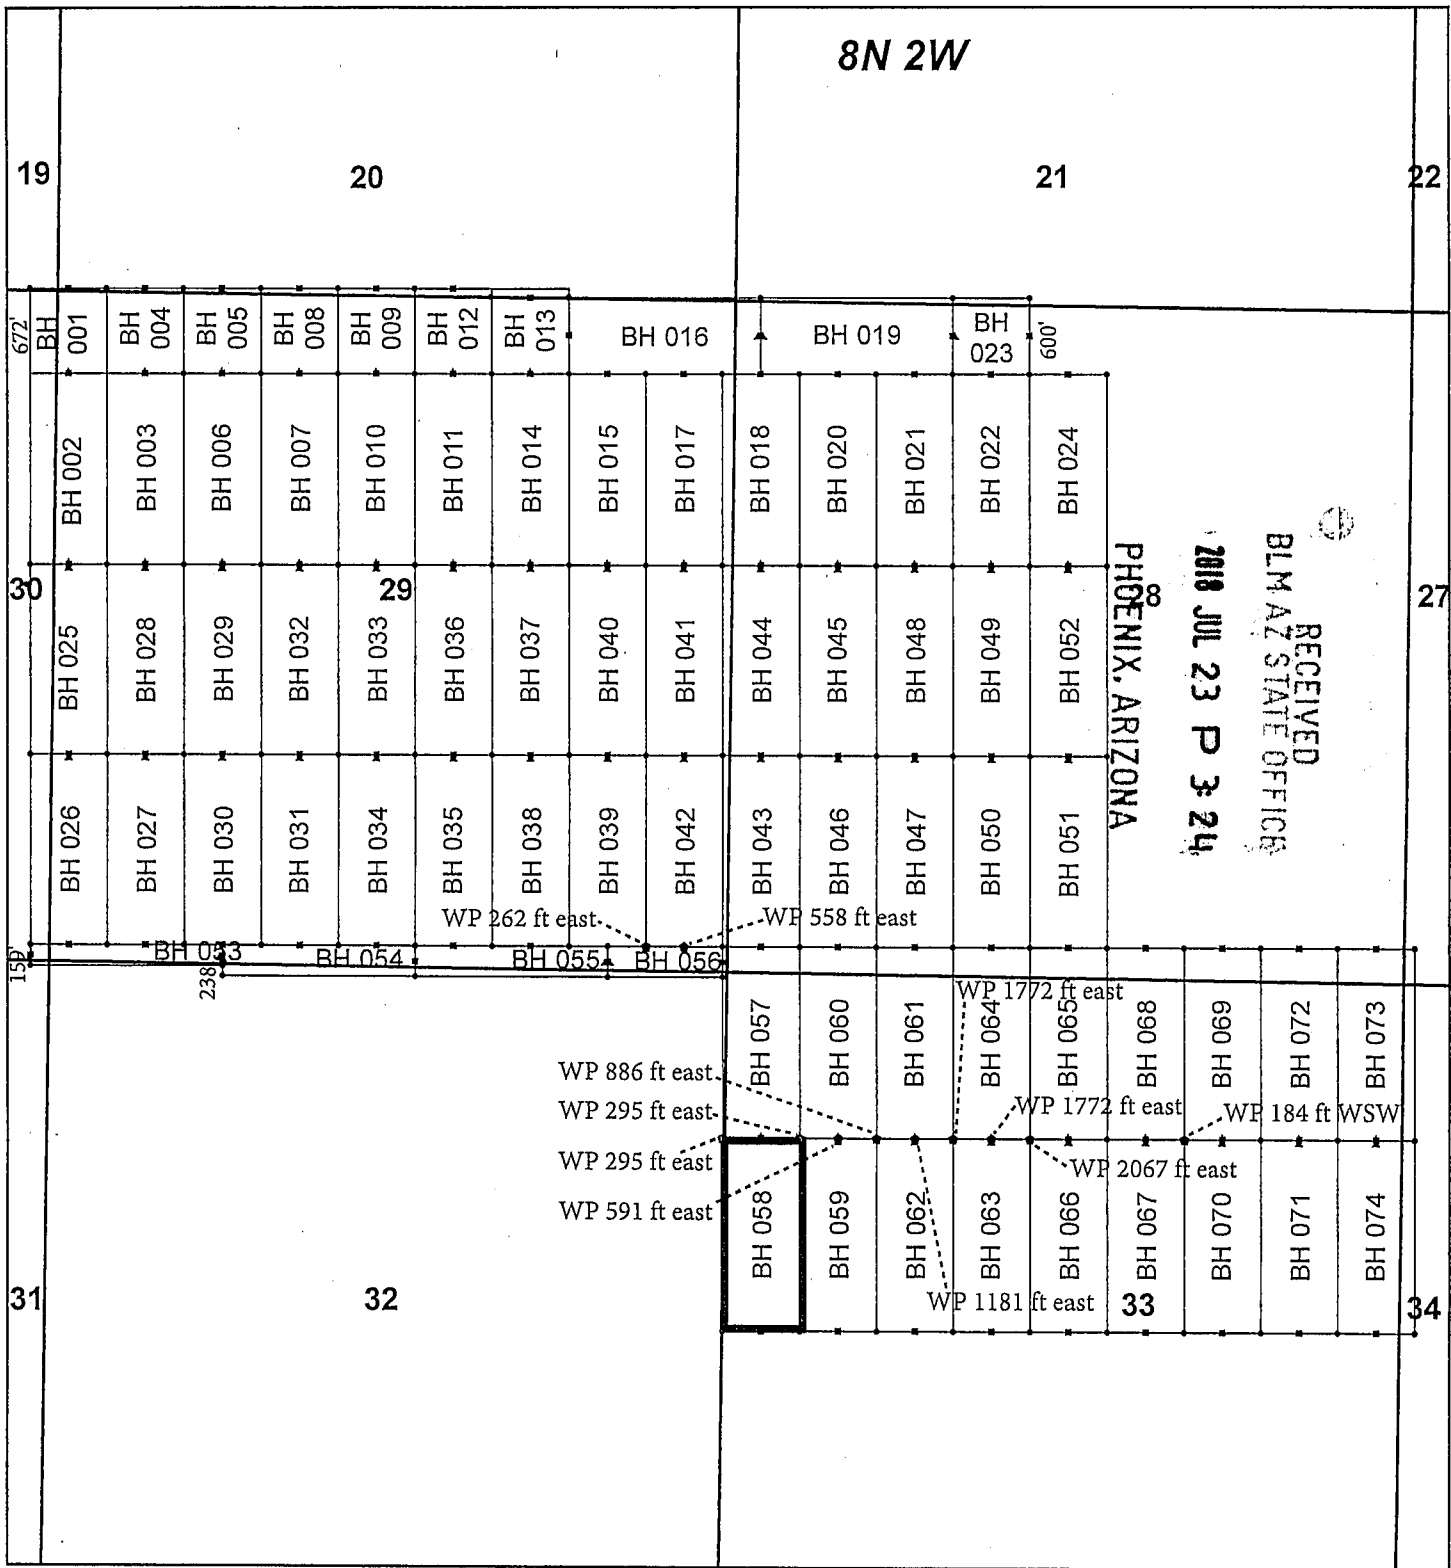 8N 2W
19
20
21
22
672'
BH
001
BH
004
BH
005
BH
008
BH
009
BH
012
BH
013
BH 016
BH 019
BH
023
600'
BH 002
BH 003
BH 006
BH 007
BH 010
BH 011
BH 014
BH 015
BH 017
BH 018
BH 020
BH 021
BH 022
BH 024
30
29
28
27
BH 025
BH 028
BH 029
BH 032
BH 033
BH 036
BH 037
BH 040
BH 041
BH 044
BH 045
BH 048
BH 049
BH 052
RECEIVED
BLM AZ STATE OFFICE
2018 JUL 23 P 3:24
PHOENIX, ARIZONA
BH 026
BH 027
BH 030
BH 031
BH 034
BH 035
BH 038
BH 039
BH 042
BH 043
BH 046
BH 047
BH 050
BH 051
WP 262 ft east
WP 558 ft east
159'
BH 053
238'
BH 054
BH 055
BH 056
BH 057
BH 060
BH 061
BH 064
BH 065
BH 068
BH 069
BH 072
BH 073
WP 1772 ft east
WP 886 ft east
WP 295 ft east
WP 1772 ft east
WP 184 ft WSW
WP 295 ft east
WP 2067 ft east
WP 591 ft east
BH 058
BH 059
BH 062
BH 063
BH 066
BH 067
BH 070
BH 071
BH 074
WP 1181 ft east
31
32
33
34